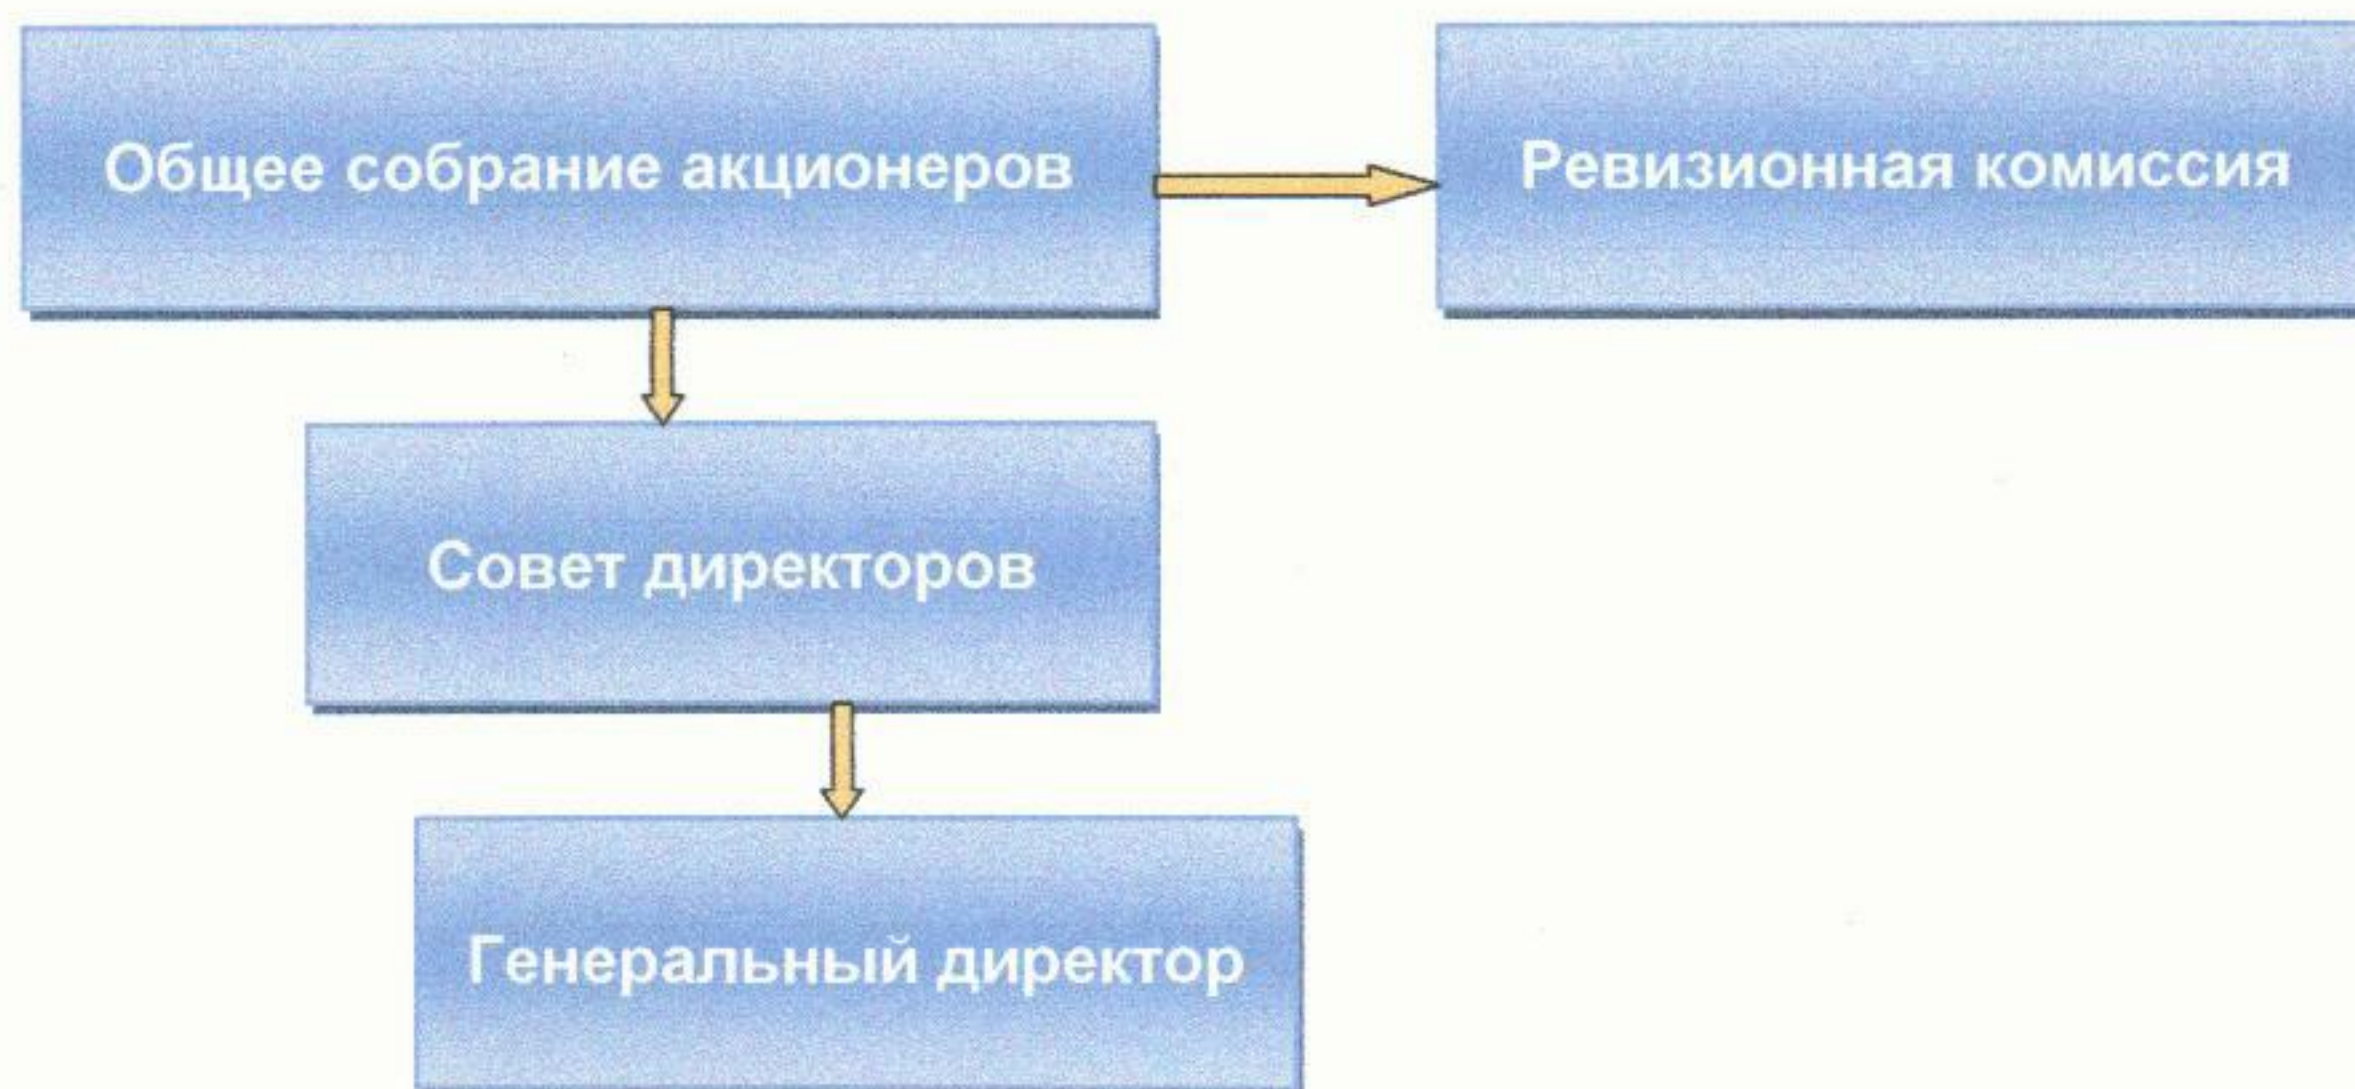 Общее собрание акционеров
Ревизионная комиссия
Совет директоров
Генеральный директор